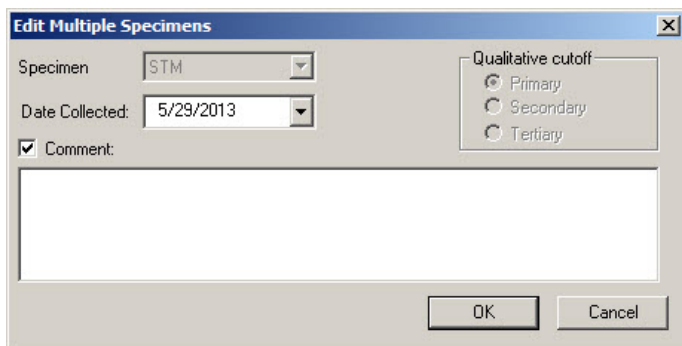 Edit Multiple Specimens
Specimen STM
Qualitative cutoff
Primary
Secondary
Tertiary
Date Collected: 5/29/2013
Comment:
OK Cancel